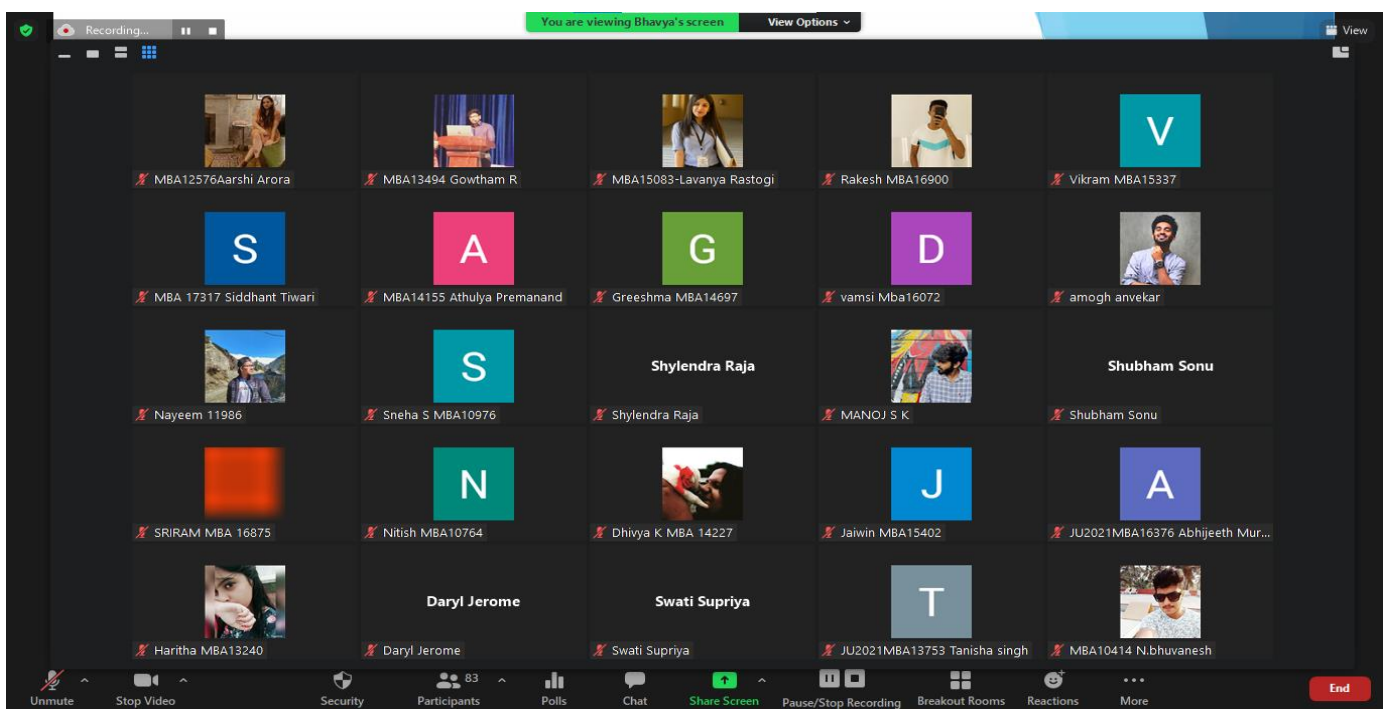 You are viewing Bhavya's screen View Options
Recording... View
MBA12576Aarshi Arora MBA13494 Gowtham R MBA15083-Lavanya Rastogi Rakesh MBA16900 V Vikram MBA15337
S MBA 17317 Siddhant Tiwari A MBA14155 Athulya Premanand G Greeshma MBA14697 D vamsi Mba16072 amogh anvekar
Shylendra Raja Shubham Sonu
Nayeem 11986 S Sneha S MBA10976 Shylendra Raja MANOJ S K Shubham Sonu
SRIRAM MBA 16875 N Nitish MBA10764 Dhivya K MBA 14227 J Jaiwin MBA15402 A JU2021MBA16376 Abhijeeth Mur...
Daryl Jerome Swati Supriya
Haritha MBA13240 Daryl Jerome Swati Supriya T JU2021MBA13753 Tanisha singh MBA10414 N.bhuvanesh
83
Unmute Stop Video Security Participants Polls Chat Share Screen Pause/Stop Recording Breakout Rooms Reactions More End